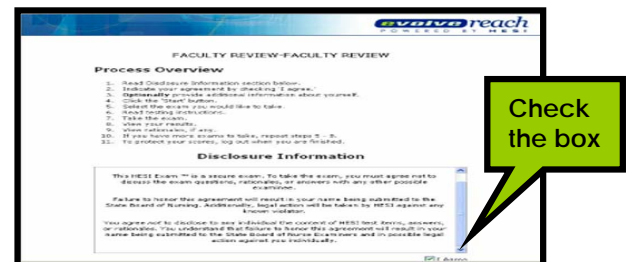 evolve reach
POWERED BY HESI
FACULTY REVIEW-FACULTY REVIEW
Process Overview
1. Read Disclosure Information section below.
2. Indicate your agreement by checking 'I agree.'
3. Optionally provide additional information about yourself.
4. Click the 'Start' button.
5. Select the exam you would like to take.
6. Read testing instructions.
7. Take the exam.
8. View your results.
9. View rationales, if any.
10. If you have more exams to take, repeat steps 5 - 8.
11. To protect your scores, log out when you are finished.
Check
the box
Disclosure Information
This HESI Exam ™ is a secure exam. To take the exam, you must agree not to
discuss the exam questions, rationales, or answers with any other possible
examinee.
Failure to honor this agreement will result in your name being submitted to the
State Board of Nursing. Additionally, legal action will be taken by HESI against any
known violator.
You agree not to disclose to any individual the content of HESI test items, answers,
or rationales. You understand that failure to honor this agreement will result in your
name being submitted to the State Board of Nurse Examiners and in possible legal
action against you individually.
I Agree